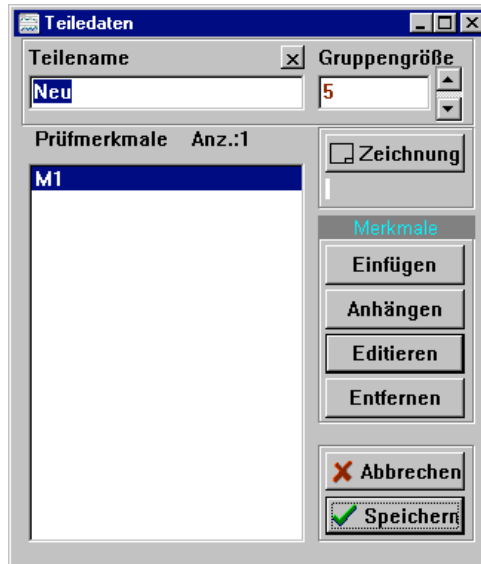 Teiledaten
Teilename
Gruppengröße
Neu
5
Prüfmerkmale Anz.:1
Zeichnung
M1
Merkmale
Einfügen
Anhängen
Editieren
Entfernen
Abbrechen
Speichern